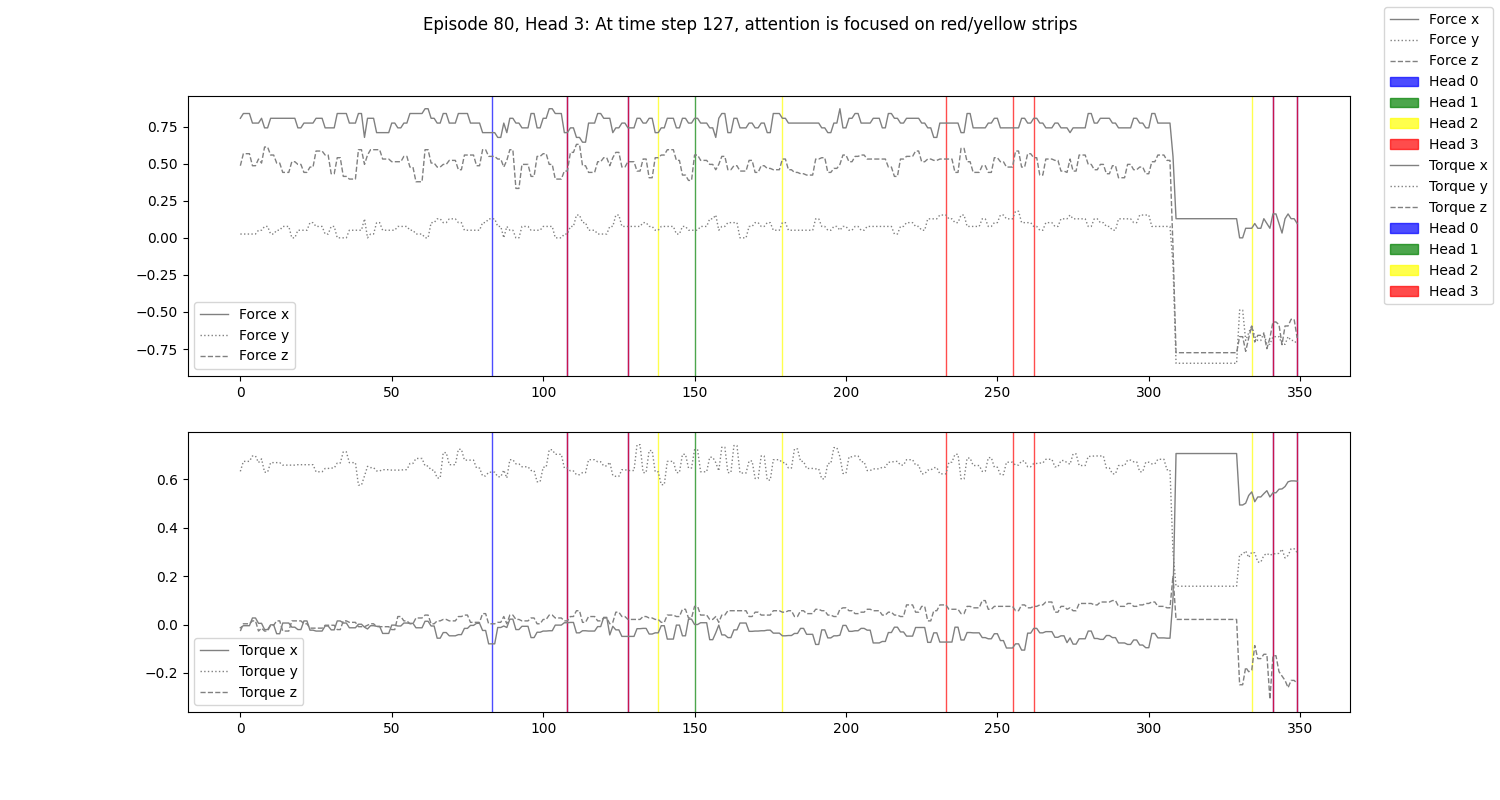 Episode 80, Head 3: At time step 127, attention is focused on red/yellow strips
Force x
Force y
Force z
Head 0
Head 1
Head 2
Head 3
Torque x
Torque y
Torque z
Head 0
Head 1
Head 2
Head 3
0.75
0.50
0.25
0.00
−0.25
−0.50
−0.75
Force x
Force y
Force z
0 50 100 150 200 250 300 350
0.6
0.4
0.2
0.0
−0.2
Torque x
Torque y
Torque z
0 50 100 150 200 250 300 350